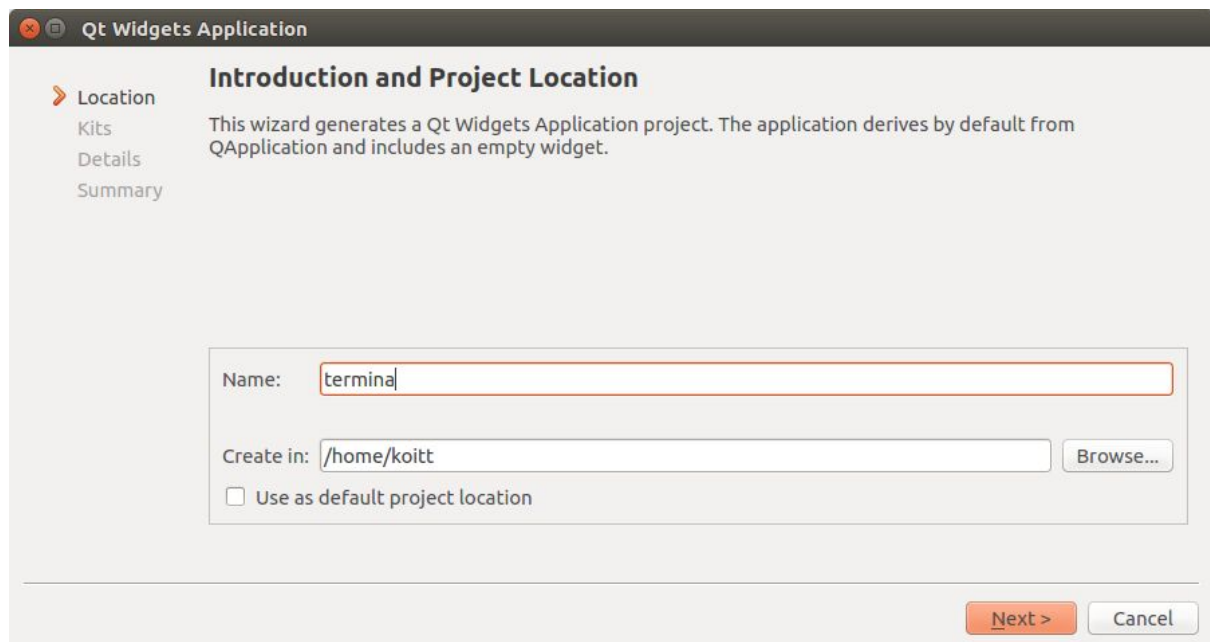 Qt Widgets Application
Location
Kits
Details
Summary
Introduction and Project Location
This wizard generates a Qt Widgets Application project. The application derives by default from
QApplication and includes an empty widget.
Name: termina
Create in: /home/koitt Browse...
Use as default project location
Next > Cancel